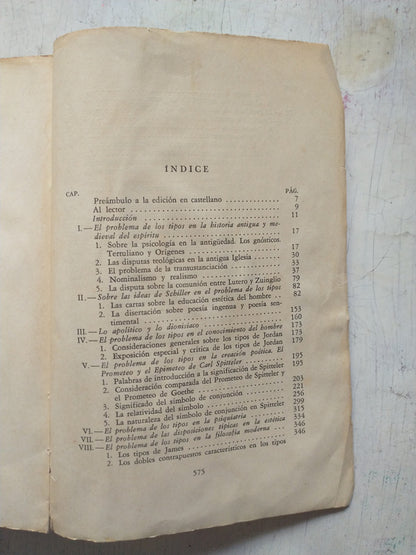 ÍNDICE
CAP. PÁG.
Preámbulo a la edición en castellano 7
Al lector 9
Introducción 11
I.—El problema de los tipos en la historia antigua y medieval del espíritu 17
1. Sobre la psicología en la antigüedad. Los gnósticos. Tertuliano y Orígenes 17
2. Las disputas teológicas en la antigua Iglesia 30
3. El problema de la transustanciación 33
4. Nominalismo y realismo 37
5. La disputa sobre la comunión entre Lutero y Zuinglio 79
II.—Sobre las ideas de Schiller en el problema de los tipos 82
1. Las cartas sobre la educación estética del hombre 82
2. La disertación sobre poesía ingenua y poesía sentimental 153
III.—Lo apolíneo y lo dionisíaco 160
IV.—El problema de los tipos en el conocimiento del hombre 173
1. Consideraciones generales sobre los tipos de Jordan 173
2. Exposición especial y crítica de los tipos de Jordan 179
V.—El problema de los tipos en la creación poética. El Prometeo y el Epimeteo de Carl Spitteler 195
1. Palabras de introducción a la significación de Spitteler 195
2. Consideración comparada del Prometeo de Spitteler y el Prometeo de Goethe 203
3. Significado del símbolo de conjunción 221
4. La relatividad del símbolo 256
5. La naturaleza del símbolo de conjunción en Spitteler 299
VI.—El problema de los tipos en la psiquiatría 315
VII.—El problema de las disposiciones típicas en la estética 334
VIII.—El problema de los tipos en la filosofía moderna 346
1. Los tipos de James 346
2. Los dobles contrapuestos característicos en los tipos
575